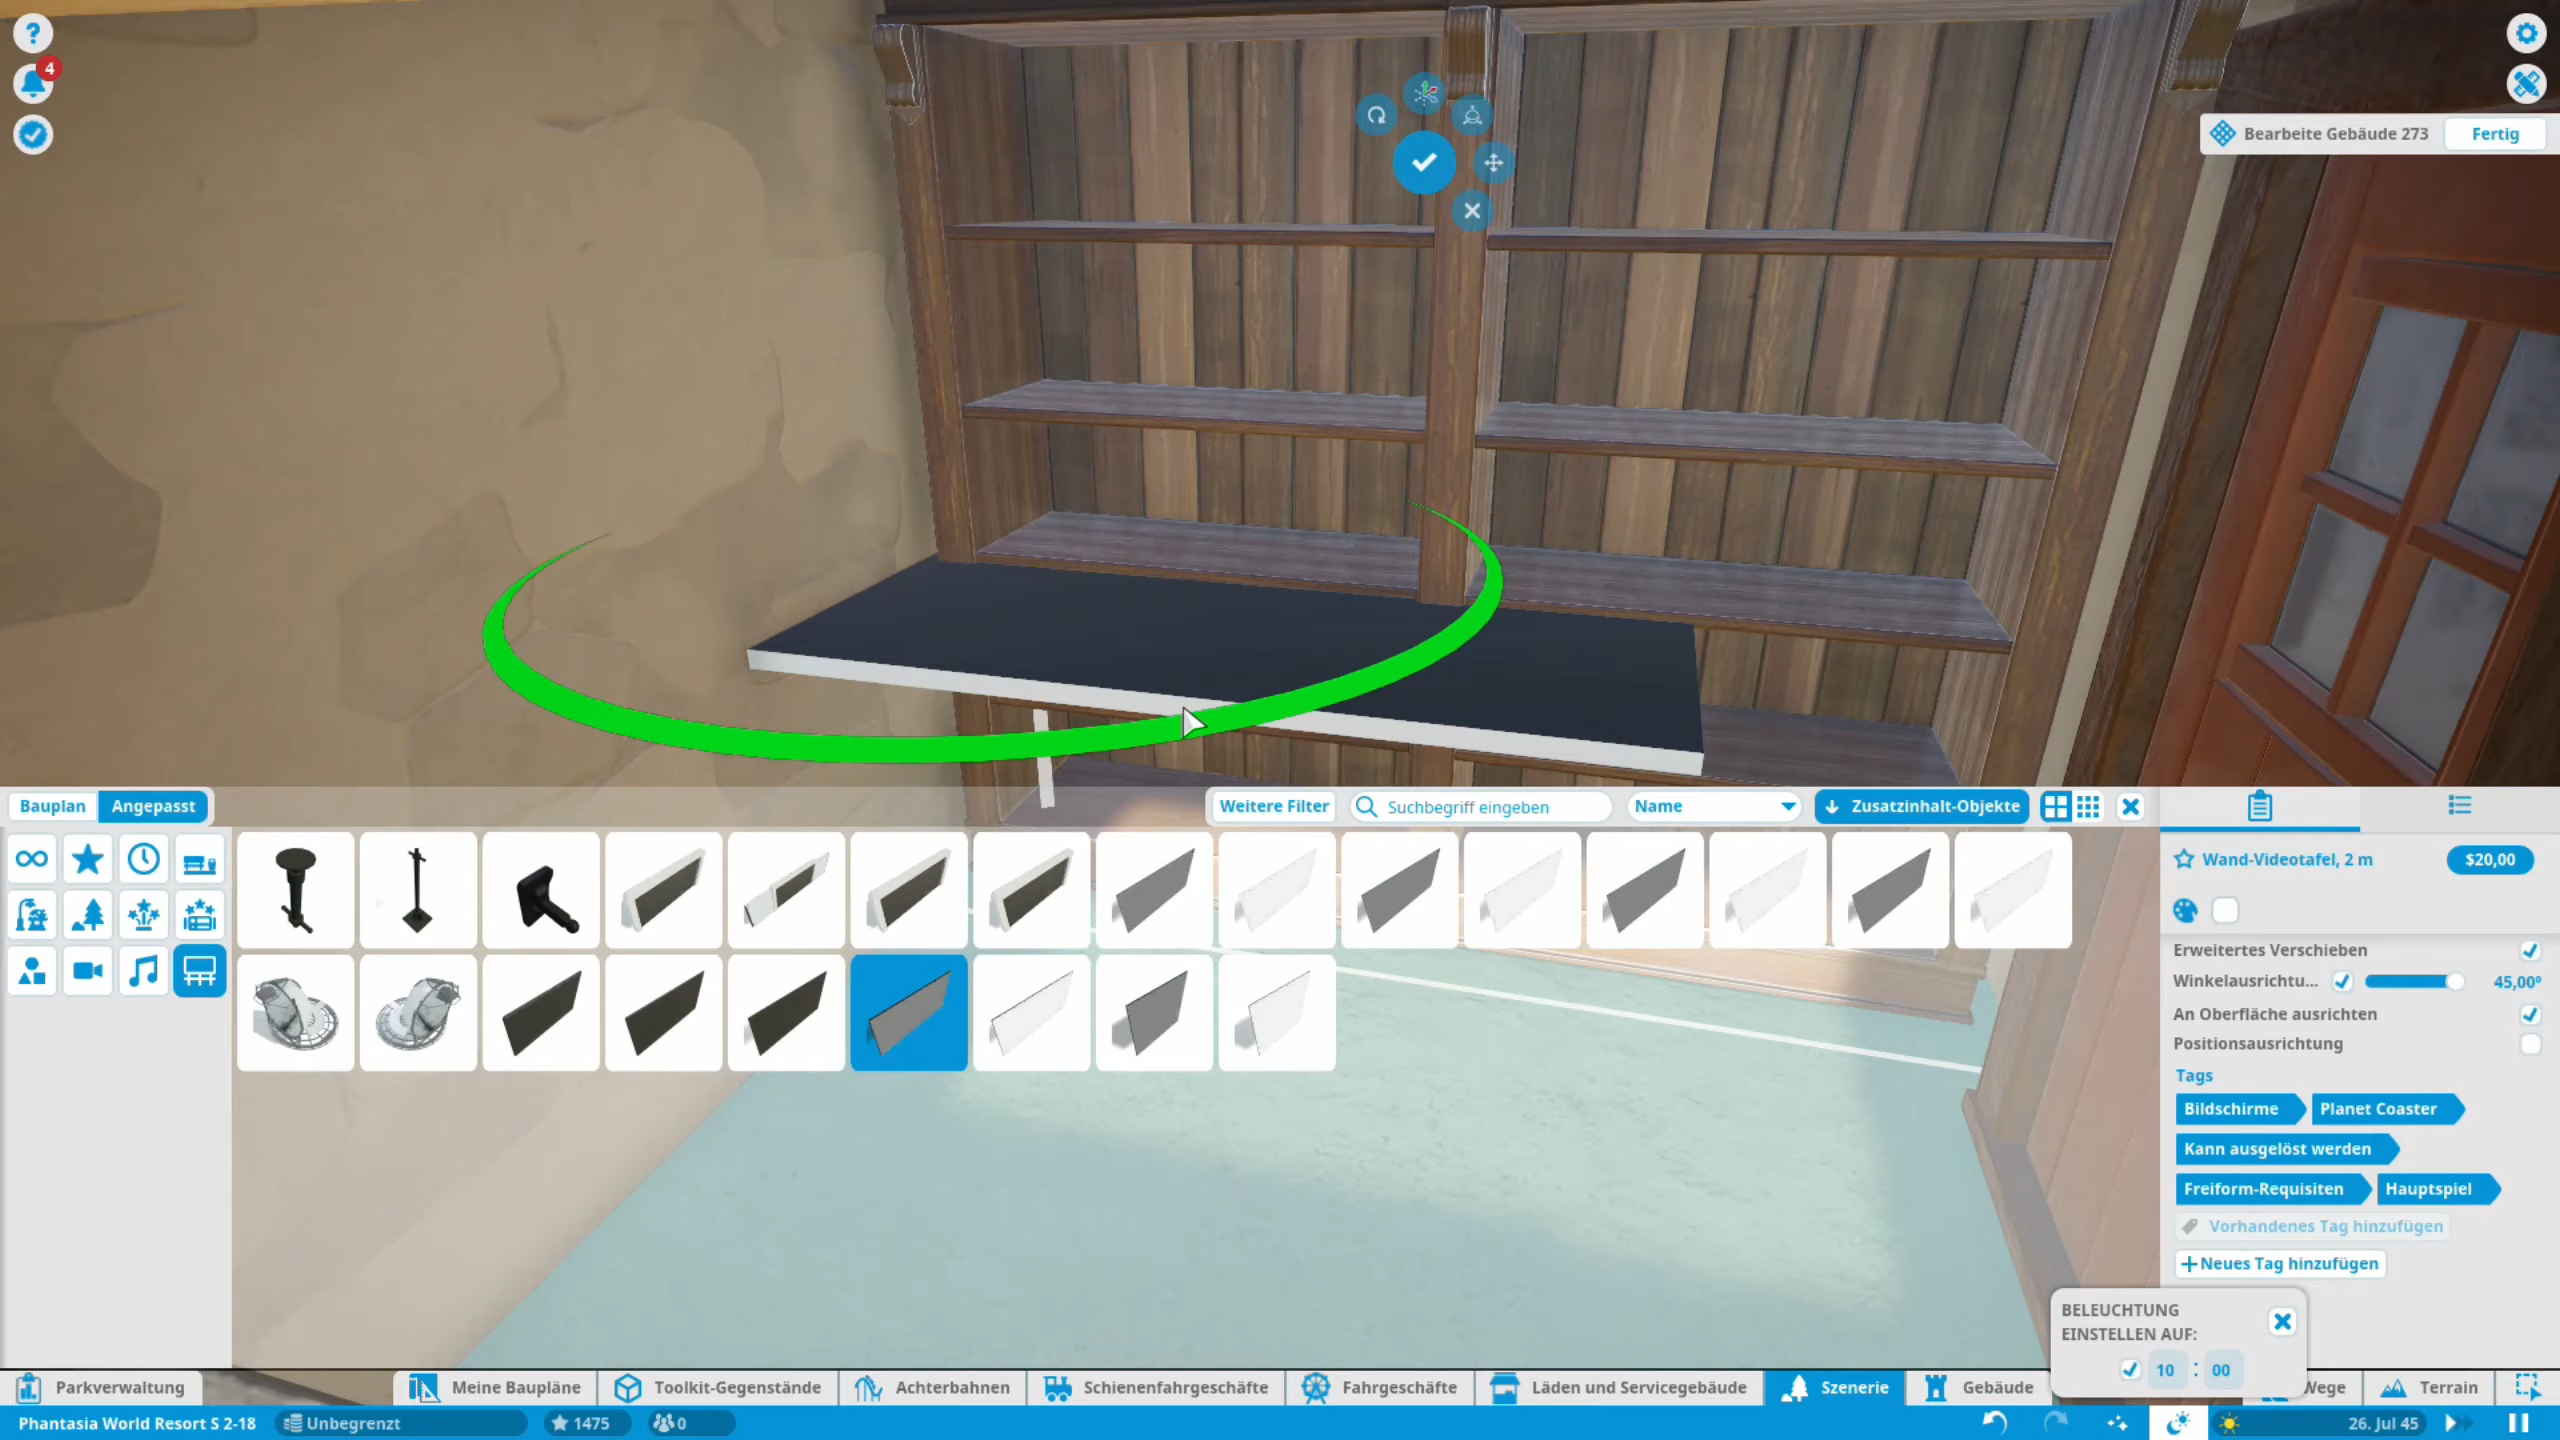 ?
4
Bearbeite Gebäude 273
Fertig
Bauplan
Angepasst
Weitere Filter
Suchbegriff eingeben
Name
Zusatzinhalt-Objekte
Wand-Videotafel, 2 m
$20,00
Erweitertes Verschieben
Winkelausrichtu...
45,00°
An Oberfläche ausrichten
Positionsausrichtung
Tags
Bildschirme
Planet Coaster
Kann ausgelöst werden
Freiform-Requisiten
Hauptspiel
Vorhandenes Tag hinzufügen
+Neues Tag hinzufügen
BELEUCHTUNG
EINSTELLEN AUF:
10 : 00
Parkverwaltung
Meine Baupläne
Toolkit-Gegenstände
Achterbahnen
Schienenfahrgeschäfte
Fahrgeschäfte
Läden und Servicegebäude
Szenerie
Gebäude
Wege
Terrain
Phantasia World Resort S 2-18
Unbegrenzt
1475
0
26. Jul 45